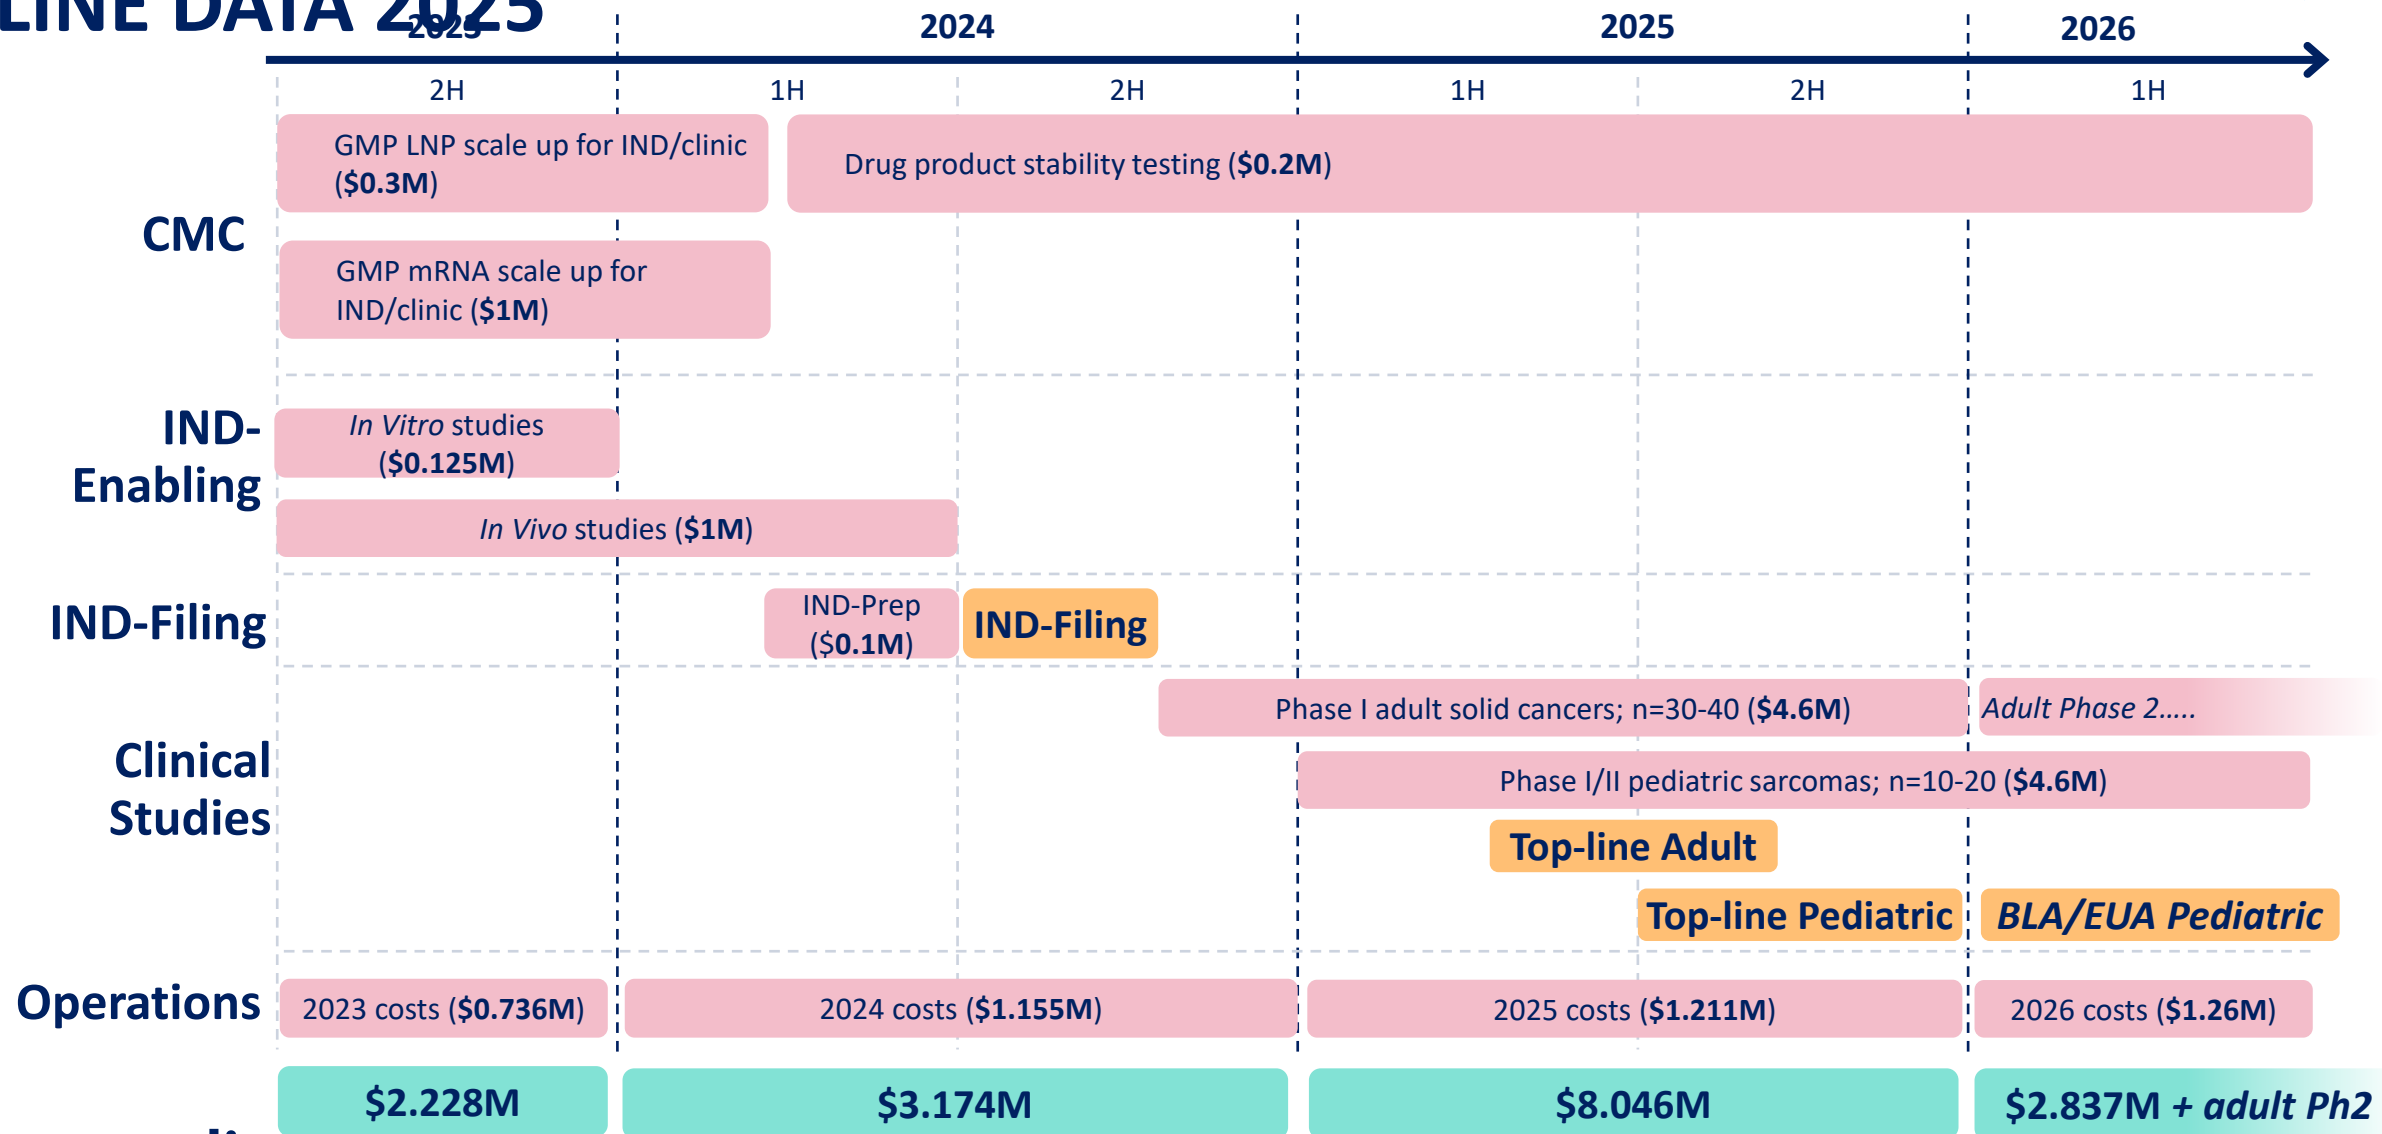 LINE DATA 2025
2023
2024
2025
2026
2H
1H
2H
1H
2H
1H
CMC
GMP LNP scale up for IND/clinic
($0.3M)
Drug product stability testing ($0.2M)
GMP mRNA scale up for
IND/clinic ($1M)
IND-
Enabling
In Vitro studies
($0.125M)
In Vivo studies ($1M)
IND-Filing
IND-Prep
($0.1M)
IND-Filing
Clinical
Studies
Phase I adult solid cancers; n=30-40 ($4.6M)
Adult Phase 2.....
Phase I/II pediatric sarcomas; n=10-20 ($4.6M)
Top-line Adult
Top-line Pediatric
BLA/EUA Pediatric
Operations
2023 costs ($0.736M)
2024 costs ($1.155M)
2025 costs ($1.211M)
2026 costs ($1.26M)
$2.228M
$3.174M
$8.046M
$2.837M + adult Ph2